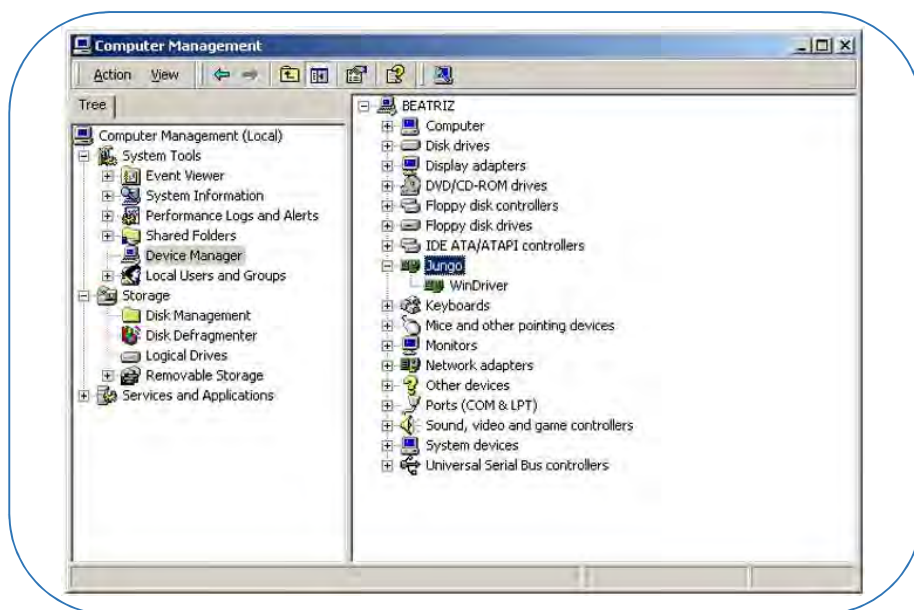 Computer Management
Action View
Tree
Computer Management (Local)
System Tools
Event Viewer
System Information
Performance Logs and Alerts
Shared Folders
Device Manager
Local Users and Groups
Storage
Disk Management
Disk Defragmenter
Logical Drives
Removable Storage
Services and Applications
BEATRIZ
Computer
Disk drives
Display adapters
DVD/CD-ROM drives
Floppy disk controllers
Floppy disk drives
IDE ATA/ATAPI controllers
Jungo
WinDriver
Keyboards
Mice and other pointing devices
Monitors
Network adapters
Other devices
Ports (COM & LPT)
Sound, video and game controllers
System devices
Universal Serial Bus controllers